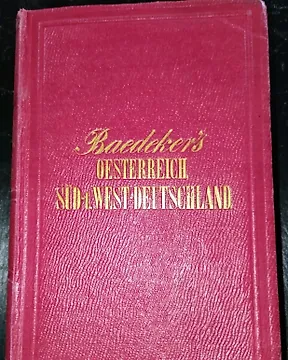 Baedeker's
OESTERREICH,
SÜD-u.WEST-DEUTSCHLAND.